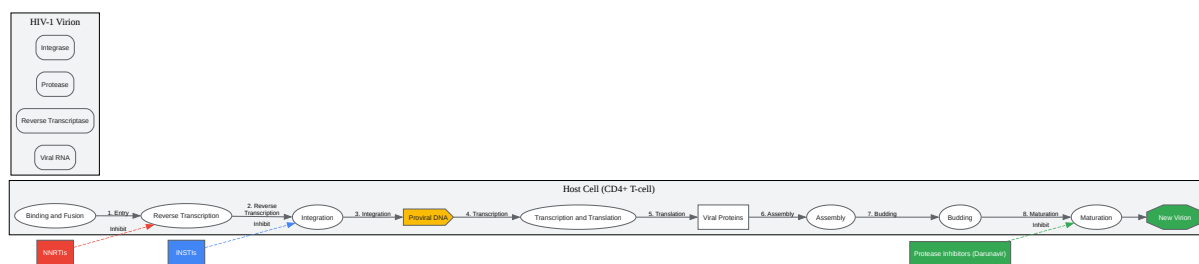 HIV-1 Virion
Integrase
Protease
Reverse Transcriptase
Viral RNA
Host Cell (CD4+ T-cell)
Binding and Fusion
1. Entry
Reverse Transcription
2. Reverse
Transcription
Integration
3. Integration
Proviral DNA
4. Transcription
Transcription and Translation
5. Translation
Viral Proteins
6. Assembly
Assembly
7. Budding
Budding
8. Maturation
Maturation
New Virion
Inhibit
Inhibit
Inhibit
NNRTIs
INSTIs
Protease Inhibitors (Darunavir)